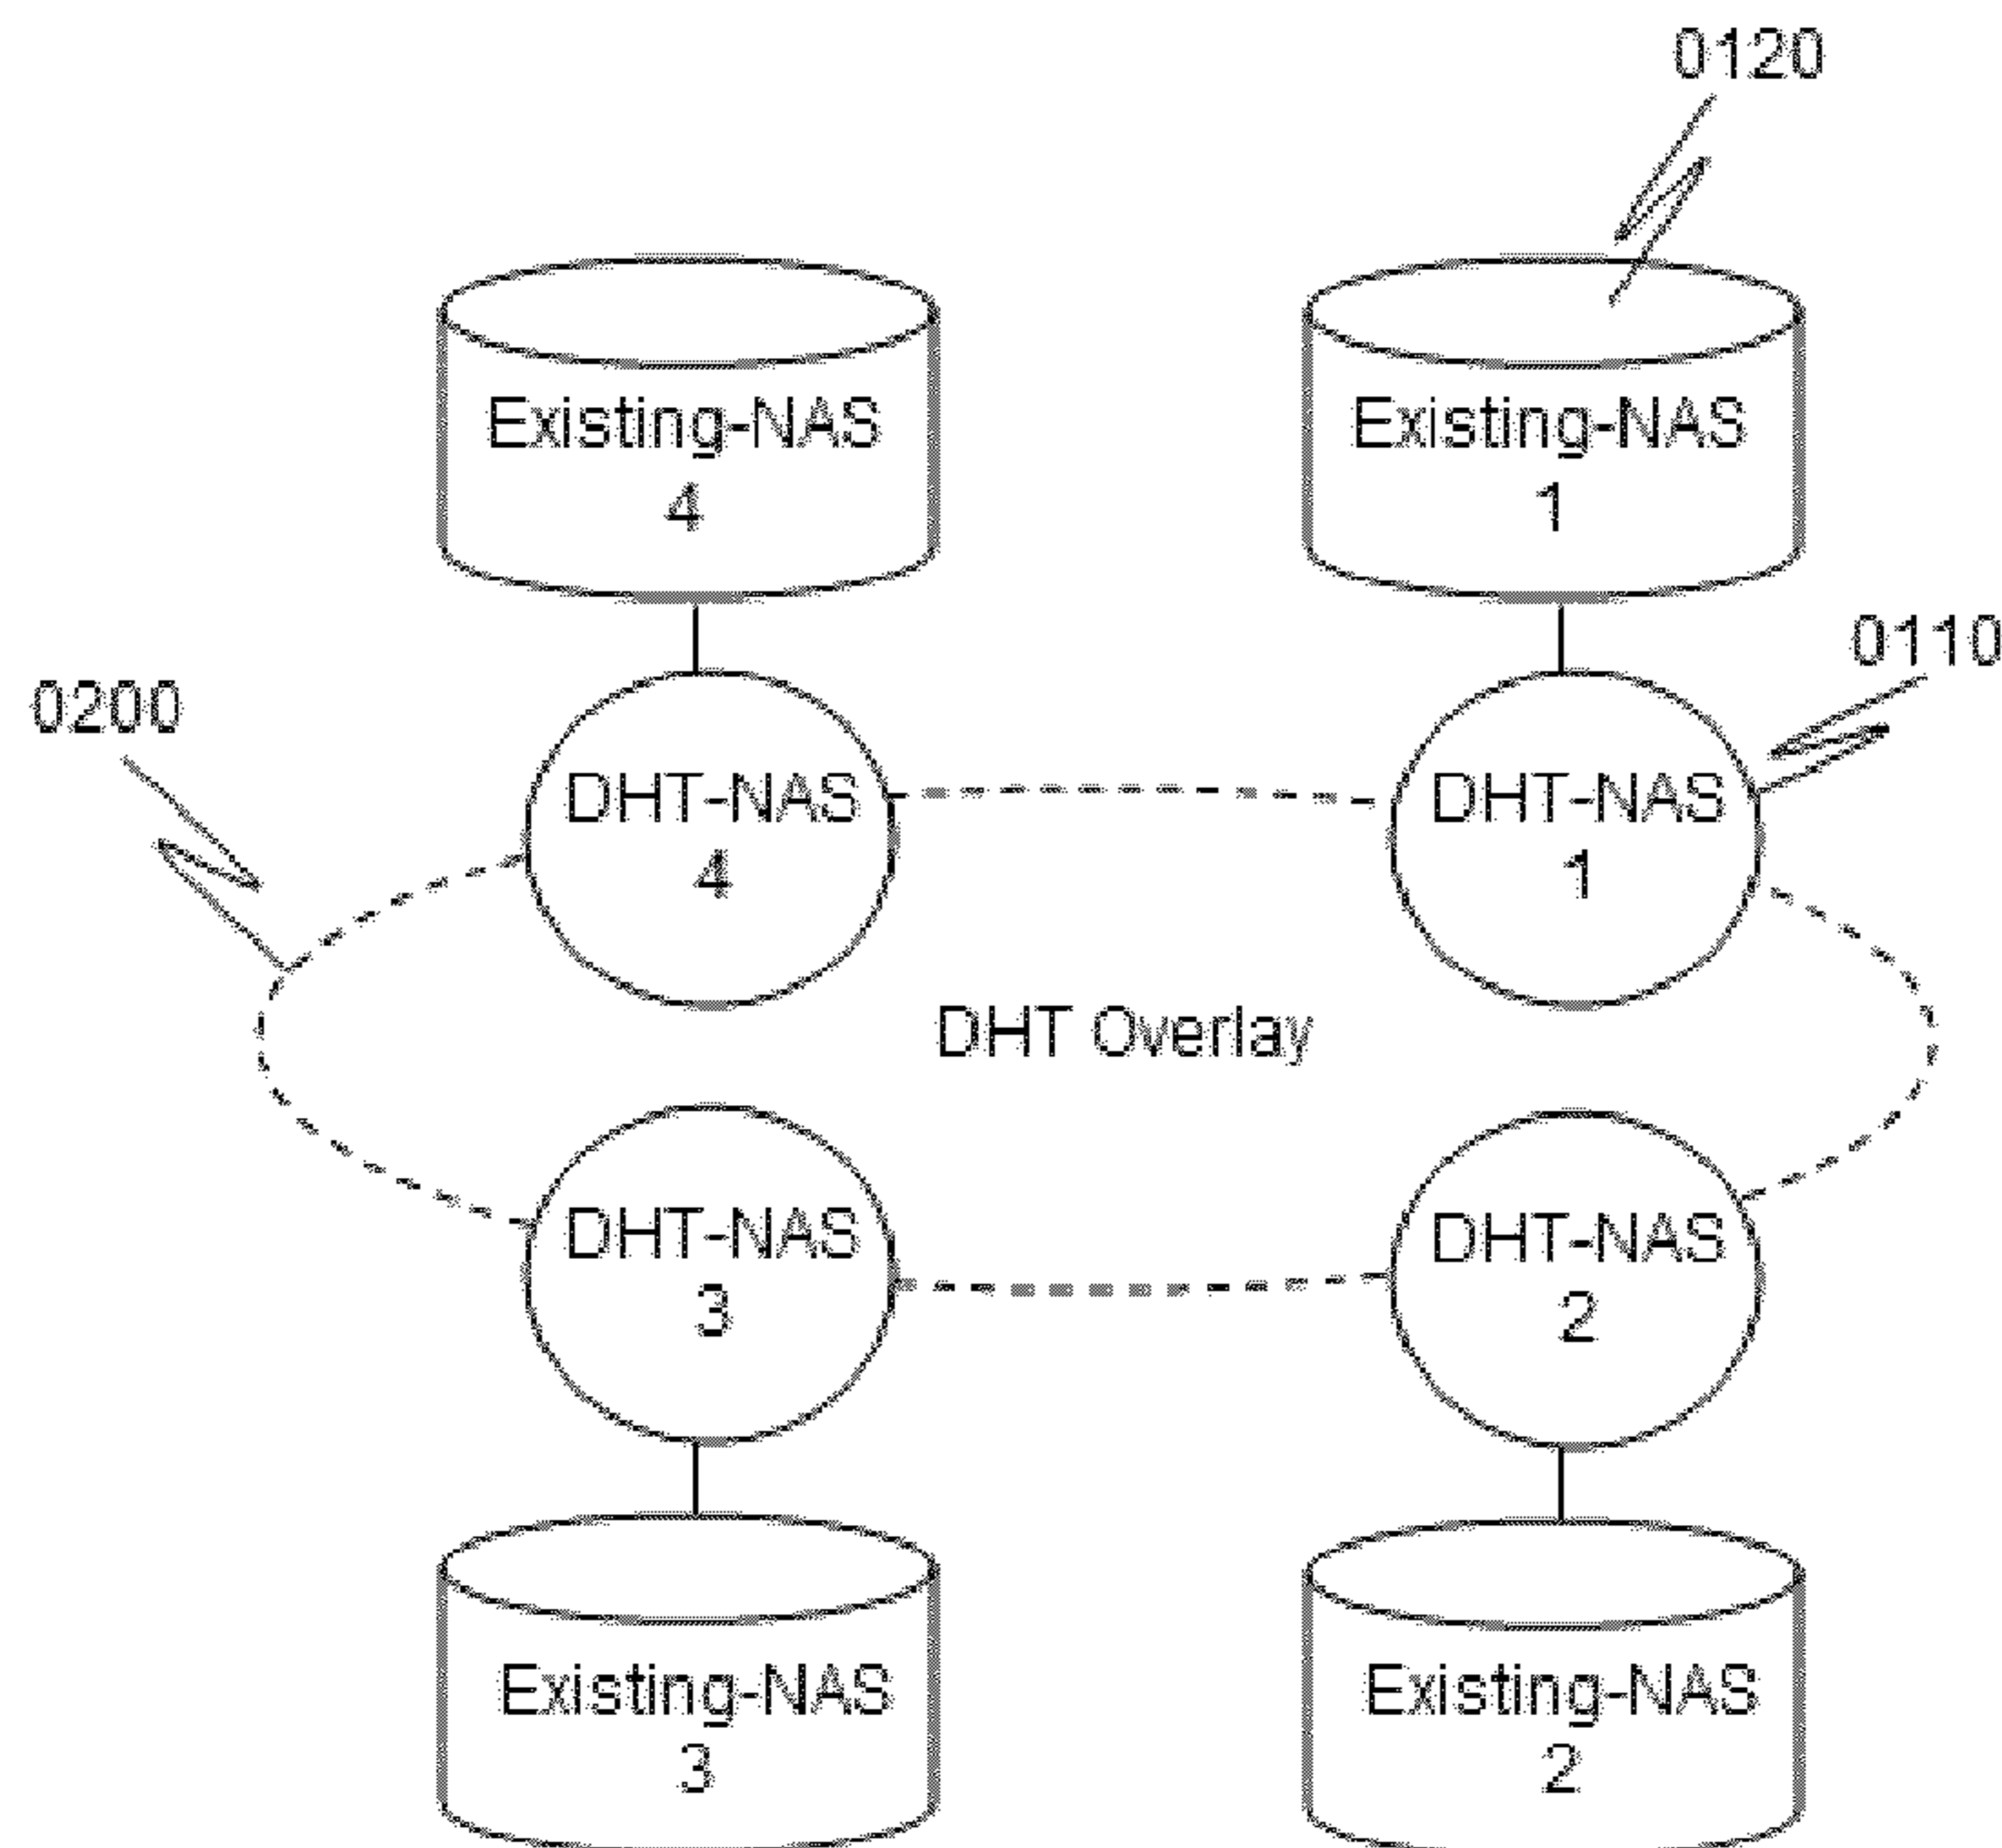 0120
Existing-NAS
4
Existing-NAS
1
0110
0200
DHT-NAS
4
DHT-NAS
1
DHT Overlay
DHT-NAS
3
DHT-NAS
2
Existing-NAS
3
Existing-NAS
2